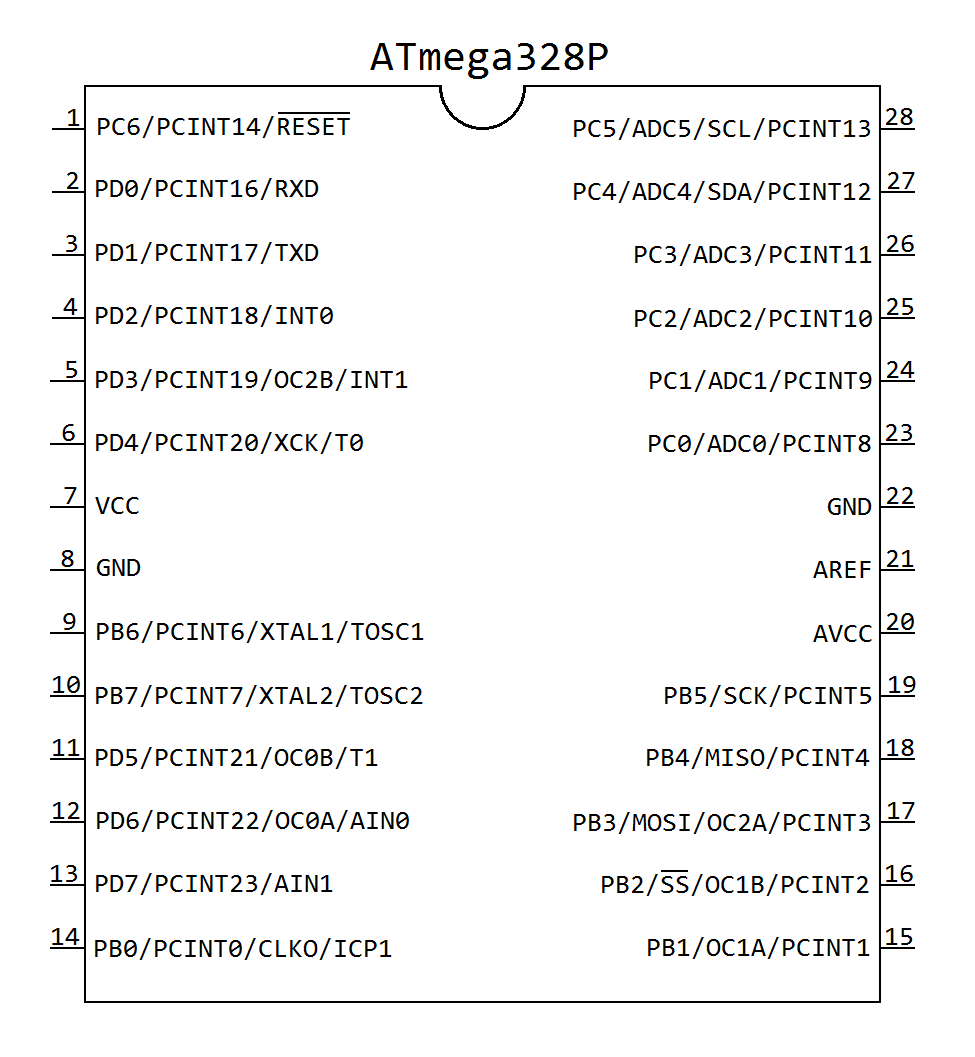 ATmega328P
1 PC6/PCINT14/RESET
2 PD0/PCINT16/RXD
3 PD1/PCINT17/TXD
4 PD2/PCINT18/INT0
5 PD3/PCINT19/OC2B/INT1
6 PD4/PCINT20/XCK/T0
7 VCC
8 GND
9 PB6/PCINT6/XTAL1/TOSC1
10 PB7/PCINT7/XTAL2/TOSC2
11 PD5/PCINT21/OC0B/T1
12 PD6/PCINT22/OC0A/AIN0
13 PD7/PCINT23/AIN1
14 PB0/PCINT0/CLKO/ICP1
PC5/ADC5/SCL/PCINT13 28
PC4/ADC4/SDA/PCINT12 27
PC3/ADC3/PCINT11 26
PC2/ADC2/PCINT10 25
PC1/ADC1/PCINT9 24
PC0/ADC0/PCINT8 23
GND 22
AREF 21
AVCC 20
PB5/SCK/PCINT5 19
PB4/MISO/PCINT4 18
PB3/MOSI/OC2A/PCINT3 17
PB2/SS/OC1B/PCINT2 16
PB1/OC1A/PCINT1 15